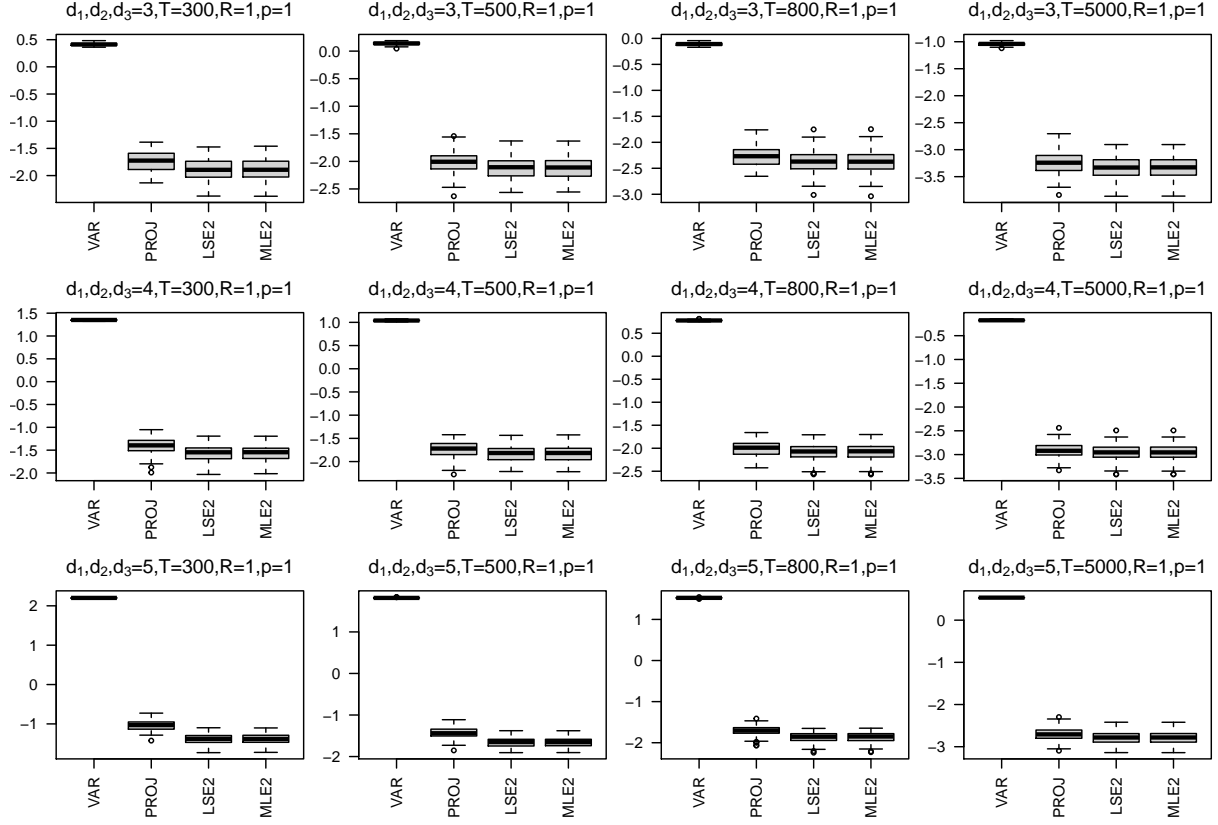 d₁,d₂,d₃=3,T=300,R=1,p=1
0.5
0.0
−0.5
−1.0
−1.5
−2.0
VAR
PROJ
LSE2
MLE2
d₁,d₂,d₃=3,T=500,R=1,p=1
0.0
−0.5
−1.0
−1.5
−2.0
−2.5
VAR
PROJ
LSE2
MLE2
d₁,d₂,d₃=3,T=800,R=1,p=1
0.0
−0.5
−1.0
−1.5
−2.0
−2.5
−3.0
VAR
PROJ
LSE2
MLE2
d₁,d₂,d₃=3,T=5000,R=1,p=1
−1.0
−1.5
−2.0
−2.5
−3.0
−3.5
VAR
PROJ
LSE2
MLE2
d₁,d₂,d₃=4,T=300,R=1,p=1
1.5
1.0
0.5
0.0
−0.5
−1.0
−1.5
−2.0
VAR
PROJ
LSE2
MLE2
d₁,d₂,d₃=4,T=500,R=1,p=1
1.0
0.5
0.0
−0.5
−1.0
−1.5
−2.0
VAR
PROJ
LSE2
MLE2
d₁,d₂,d₃=4,T=800,R=1,p=1
1.0
0.5
0.0
−0.5
−1.0
−1.5
−2.0
−2.5
VAR
PROJ
LSE2
MLE2
d₁,d₂,d₃=4,T=5000,R=1,p=1
−0.5
−1.0
−1.5
−2.0
−2.5
−3.0
−3.5
VAR
PROJ
LSE2
MLE2
d₁,d₂,d₃=5,T=300,R=1,p=1
2
1
0
−1
VAR
PROJ
LSE2
MLE2
d₁,d₂,d₃=5,T=500,R=1,p=1
1
0
−1
−2
VAR
PROJ
LSE2
MLE2
d₁,d₂,d₃=5,T=800,R=1,p=1
1
0
−1
−2
VAR
PROJ
LSE2
MLE2
d₁,d₂,d₃=5,T=5000,R=1,p=1
0
−1
−2
−3
VAR
PROJ
LSE2
MLE2